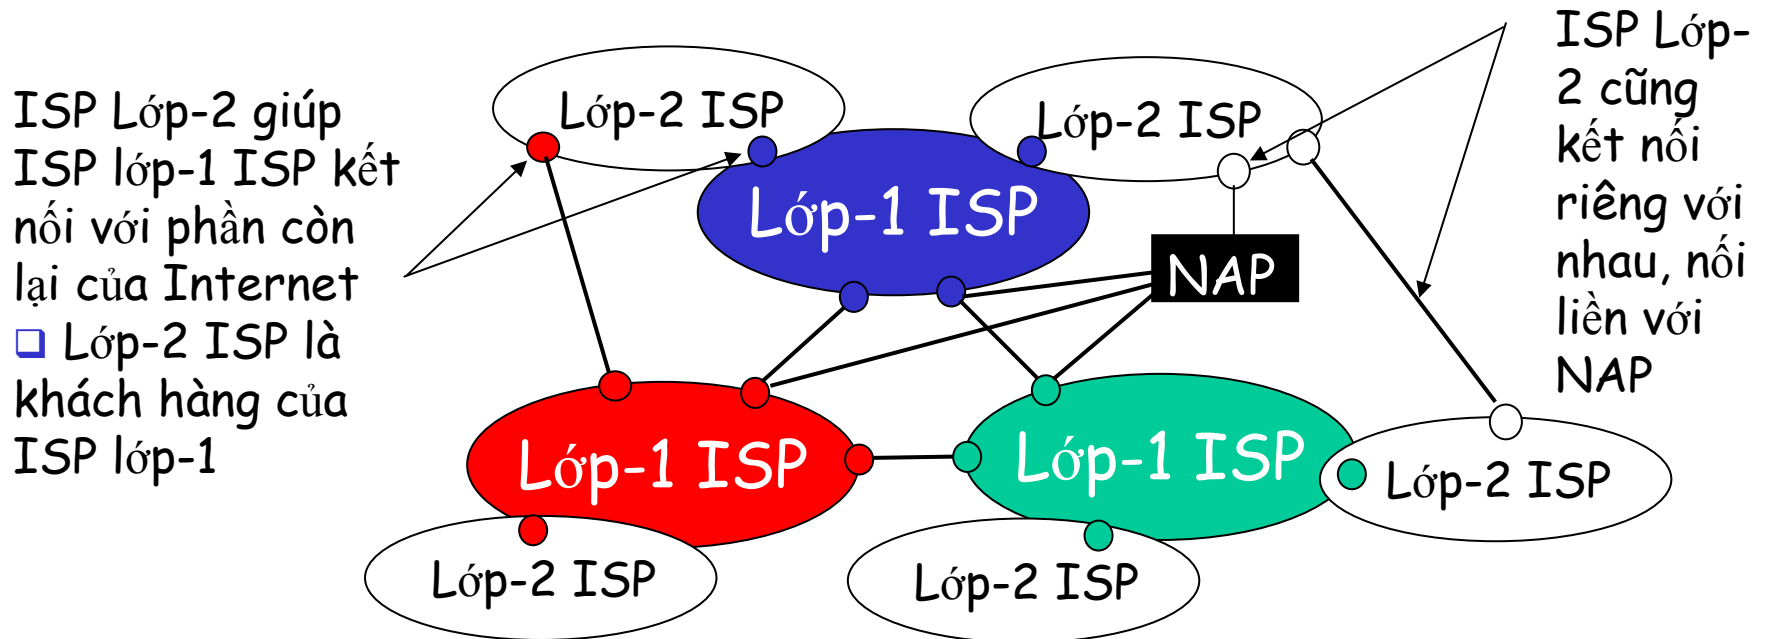 ISP Lớp-2 giúp
ISP lớp-1 ISP kết
nối với phần còn
lại của Internet
❑ Lớp-2 ISP là
khách hàng của
ISP lớp-1
Lớp-2 ISP
Lớp-2 ISP
Lớp-1 ISP
NAP
Lớp-1 ISP
Lớp-1 ISP
Lớp-2 ISP
Lớp-2 ISP
Lớp-2 ISP
ISP Lớp-
2 cũng
kết nối
riêng với
nhau, nối
liền với
NAP